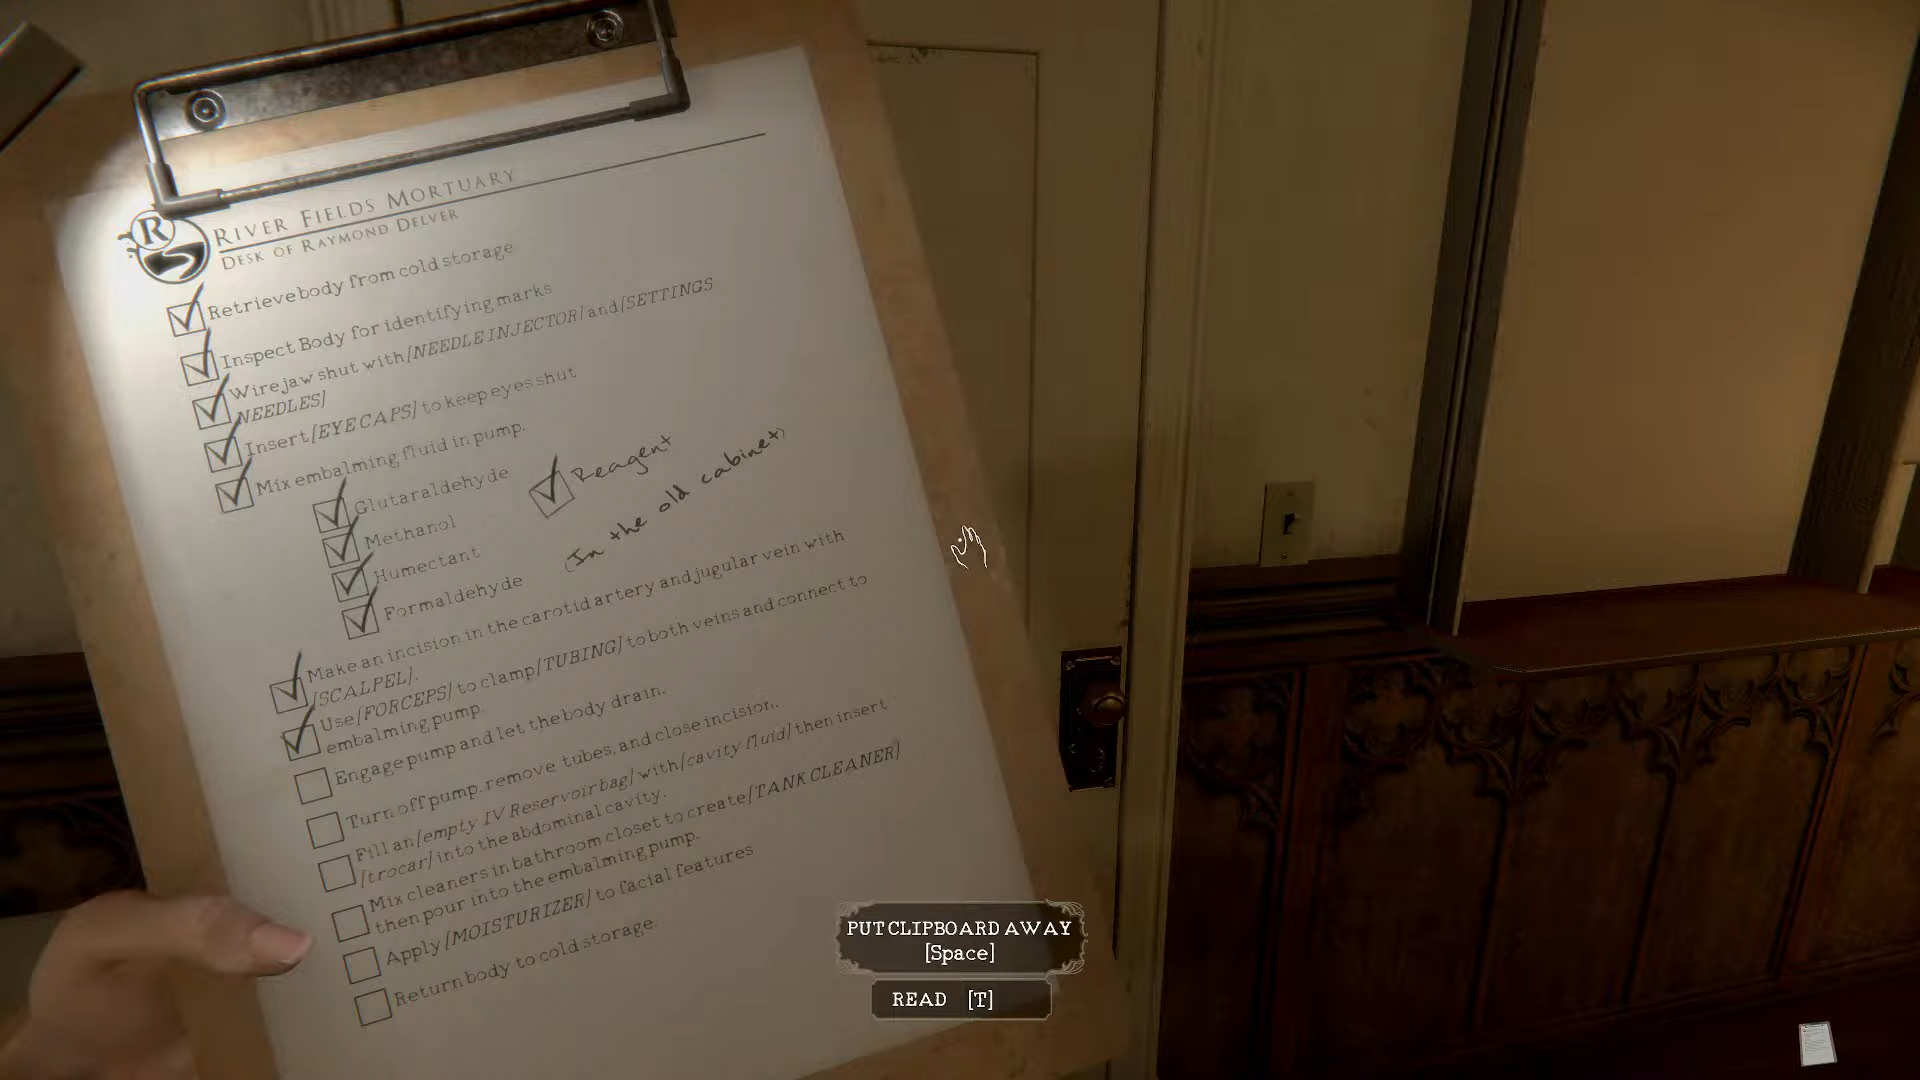 R
RIVER FIELDS MORTUARY
DESK OF RAYMOND DELVER
Retrieve body from cold storage
Inspect Body for identifying marks
Wire jaw shut with [NEEDLE INJECTOR] and [SETTINGS
NEEDLES]
Insert [EYE CAPS] to keep eyes shut
Mix embalming fluid in pump.
Glutaraldehyde
Methanol
Humectant
Formaldehyde
Reagent
(In the old cabinet)
Make an incision in the carotid artery and jugular vein with
[SCALPEL].
Use [FORCEPS] to clamp [TUBING] to both veins and connect to
embalming pump.
Engage pump and let the body drain.
Turn off pump, remove tubes, and close incision.
Fill an [empty IV Reservoir bag] with [cavity fluid] then insert
[trocar] into the abdominal cavity.
Mix cleaners in bathroom closet to create [TANK CLEANER]
then pour into the embalming pump.
Apply [MOISTURIZER] to facial features
Return body to cold storage.
PUT CLIPBOARD AWAY
[Space]
READ [T]